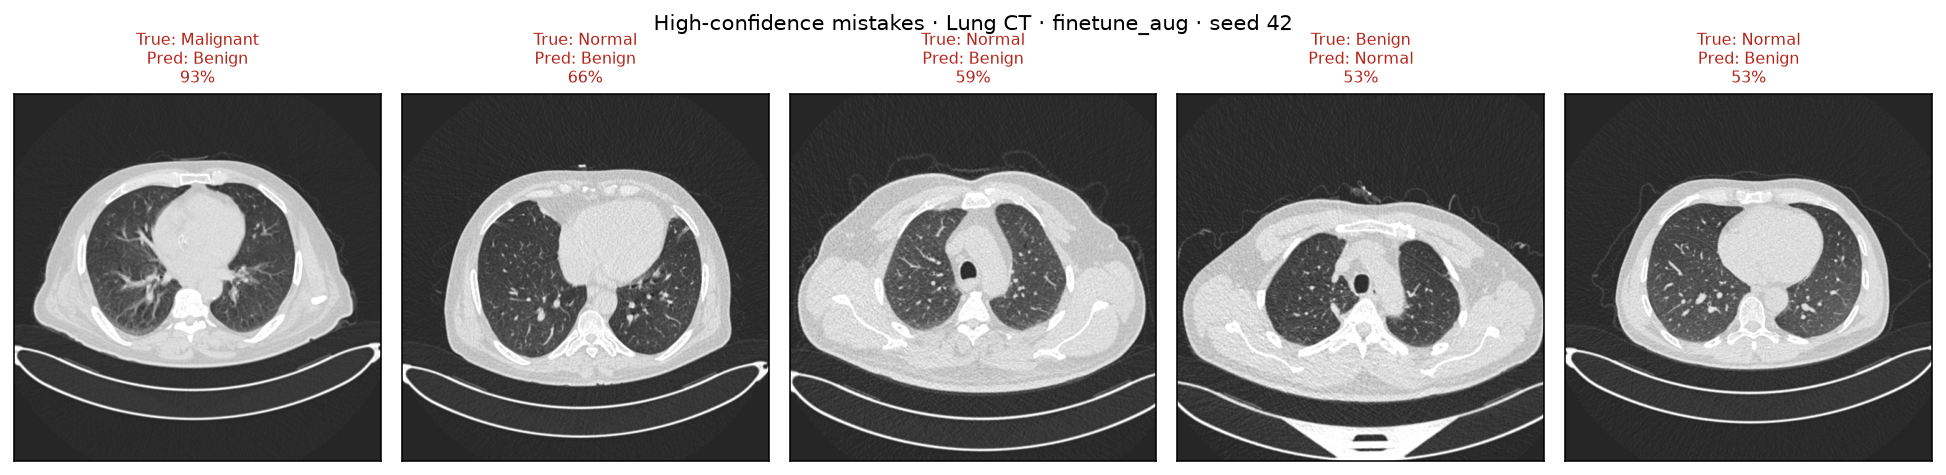 High-confidence mistakes · Lung CT · finetune_aug · seed 42
True: Malignant
Pred: Benign
93%
True: Normal
Pred: Benign
66%
True: Normal
Pred: Benign
59%
True: Benign
Pred: Normal
53%
True: Normal
Pred: Benign
53%